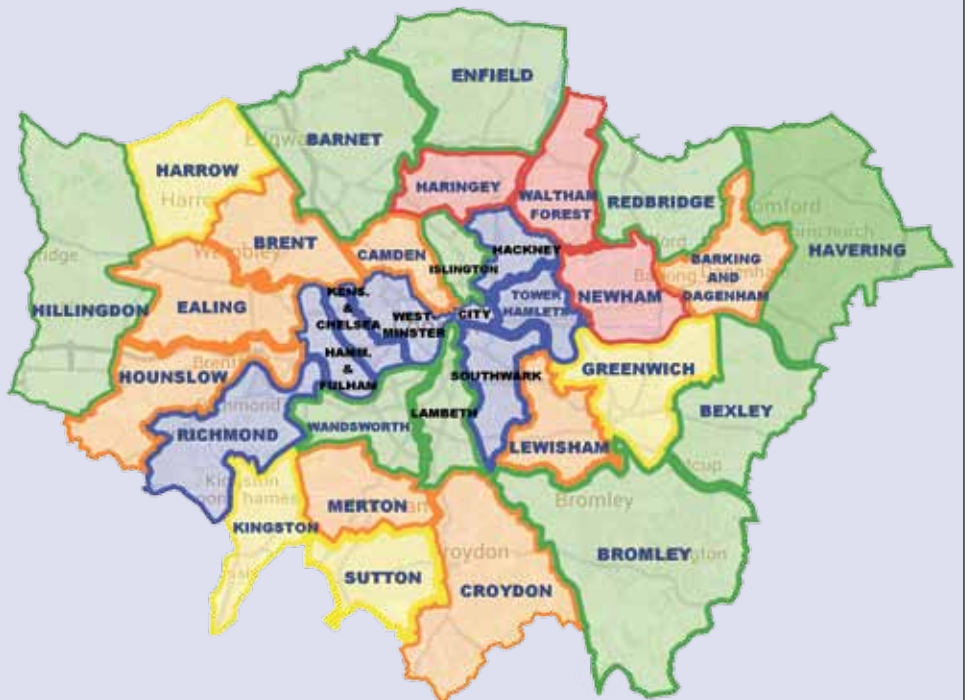 ENFIELD
BARNET
HARROW
HARINGEY
WALTHAM
FOREST
REDBRIDGE
HAVERING
BRENT
CAMDEN
ISLINGTON
HACKNEY
BARKING
AND
DAGENHAM
HILLINGDON
EALING
KENS.
&
CHELSEA
WEST-
MINSTER
CITY
TOWER
HAMLETS
NEWHAM
HOUNSLOW
HAMM.
&
FULHAM
SOUTHWARK
GREENWICH
RICHMOND
WANDSWORTH
LAMBETH
BEXLEY
LEWISHAM
KINGSTON
MERTON
Bromley
BROMLEY
SUTTON
CROYDON